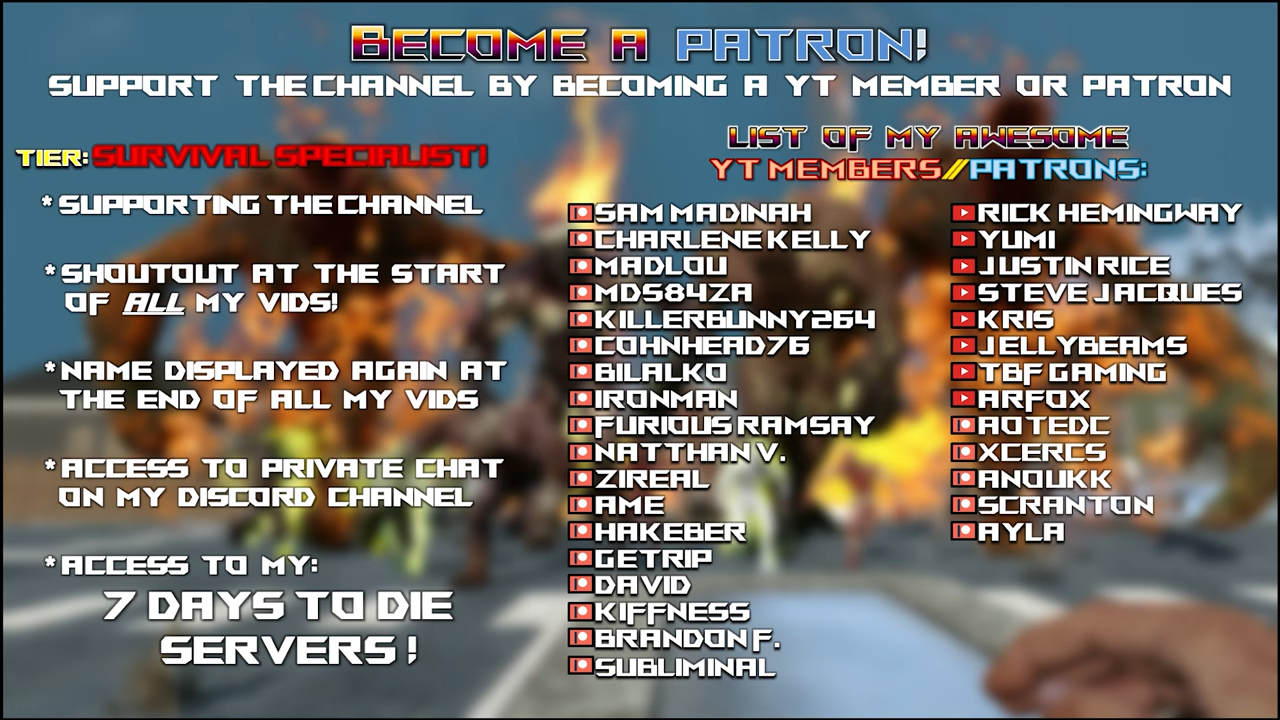 BECOME A PATRON!
SUPPORT THE CHANNEL BY BECOMING A YT MEMBER OR PATRON
TIER: SURVIVAL SPECIALIST!
* SUPPORTING THE CHANNEL
* SHOUTOUT AT THE START
OF ALL MY VIDS!
* NAME DISPLAYED AGAIN AT
THE END OF ALL MY VIDS
* ACCESS TO PRIVATE CHAT
ON MY DISCORD CHANNEL
* ACCESS TO MY:
7 DAYS TO DIE
SERVERS!
LIST OF MY AWESOME
YT MEMBERS//PATRONS:
SAM MADINAH
CHARLENE KELLY
MADLOU
MDS84ZA
KILLERBUNNY264
COHNHEAD76
BILALKO
IRONMAN
FURIOUS RAMSAY
NATTHAN V.
ZIREAL
AME
HAKEBER
GETRIP
DAVID
KIFFNESS
BRANDON F.
SUBLIMINAL
RICK HEMINGWAY
YUMI
JUSTIN RICE
STEVE JACQUES
KRIS
JELLYBEAMS
TBF GAMING
ARFOX
AOTEDC
XCERCS
ANOUKK
SCRANTON
AYLA